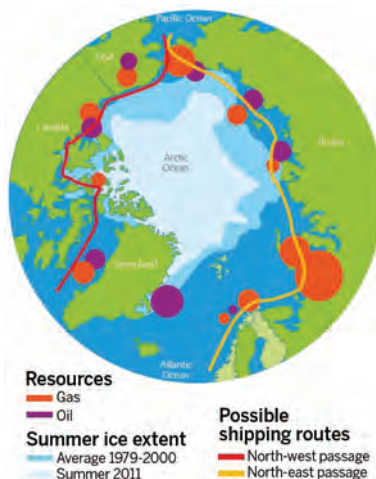 Pacific Ocean
USA
Canada
Russia
Arctic
Ocean
Greenland
Atlantic
Ocean
Resources
Gas
Oil
Summer ice extent
Average 1979-2000
Summer 2011
Possible
shipping routes
North-west passage
North-east passage